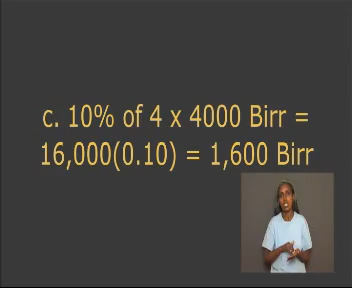 c. 10% of 4 x 4000 Birr =
16,000(0.10) = 1,600 Birr